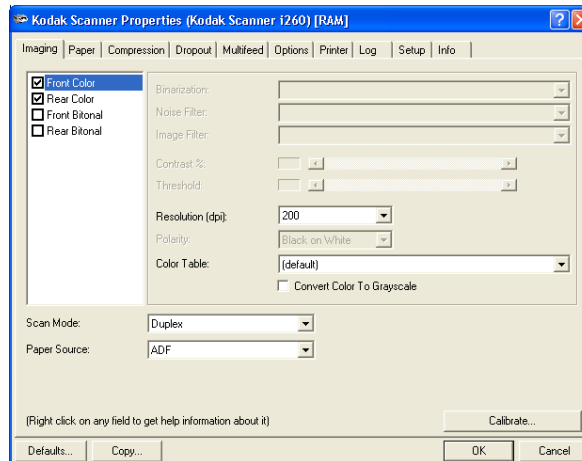 Kodak Scanner Properties (Kodak Scanner i260) [RAM]
Imaging Paper Compression Dropout Multifeed Options Printer Log Setup Info
Front Color
Rear Color
Front Bitonal
Rear Bitonal
Binarization:
Noise Filter:
Image Filter:
Contrast %:
Threshold:
Resolution (dpi): 200
Polarity: Black on White
Color Table: (default)
Convert Color To Grayscale
Scan Mode: Duplex
Paper Source: ADF
(Right click on any field to get help information about it) Calibrate...
Defaults... Copy... OK Cancel